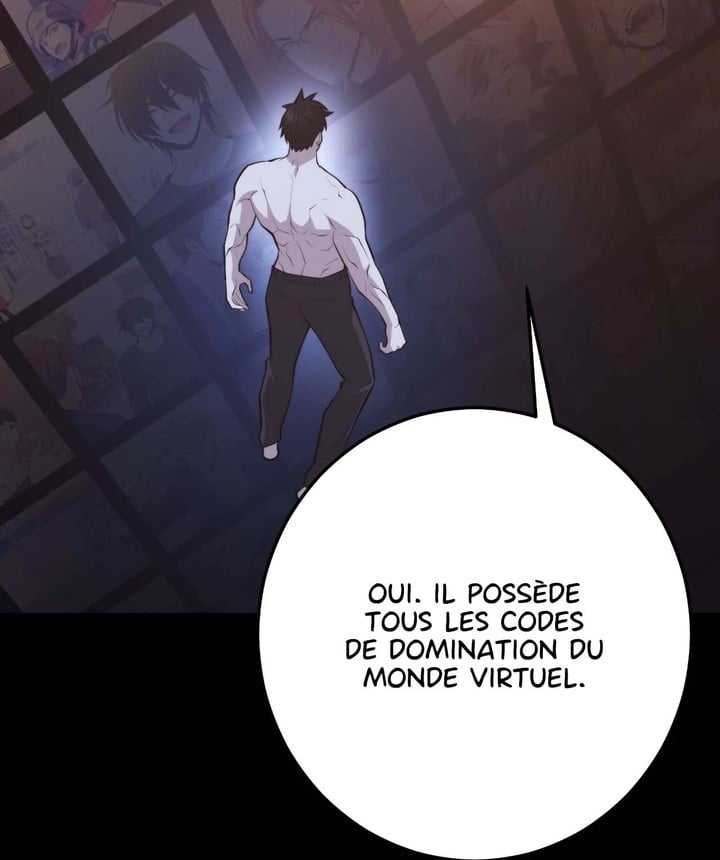 OUI. IL POSSÈDE
TOUS LES CODES
DE DOMINATION DU
MONDE VIRTUEL.